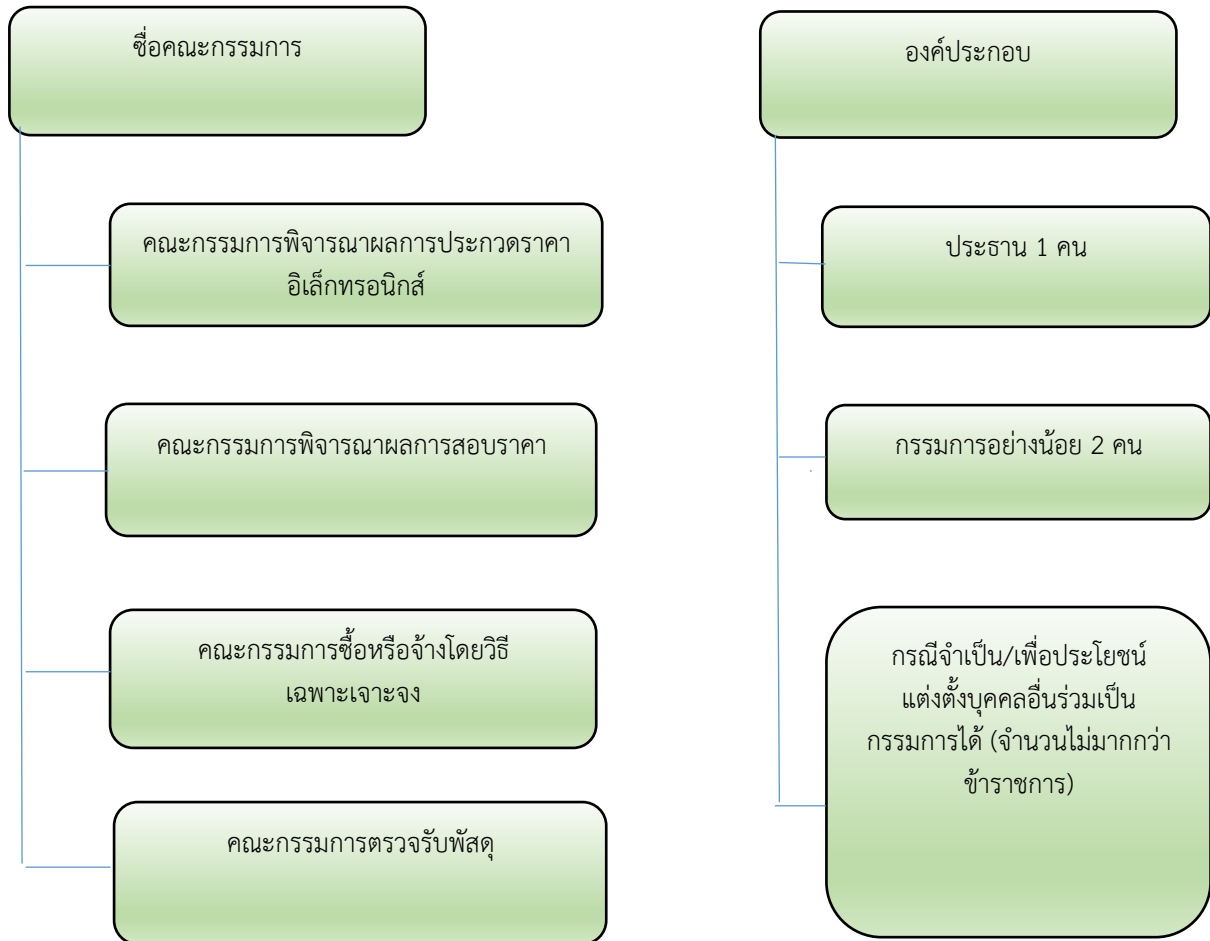 ชื่อคณะกรรมการ
คณะกรรมการพิจารณาผลการประกวดราคา
อิเล็กทรอนิกส์
คณะกรรมการพิจารณาผลการสอบราคา
คณะกรรมการซื้อหรือจ้างโดยวิธี
เฉพาะเจาะจง
คณะกรรมการตรวจรับพัสดุ
องค์ประกอบ
ประธาน 1 คน
กรรมการอย่างน้อย 2 คน
กรณีจำเป็น/เพื่อประโยชน์
แต่งตั้งบุคคลอื่นร่วมเป็น
กรรมการได้ (จำนวนไม่มากกว่า
ข้าราชการ)